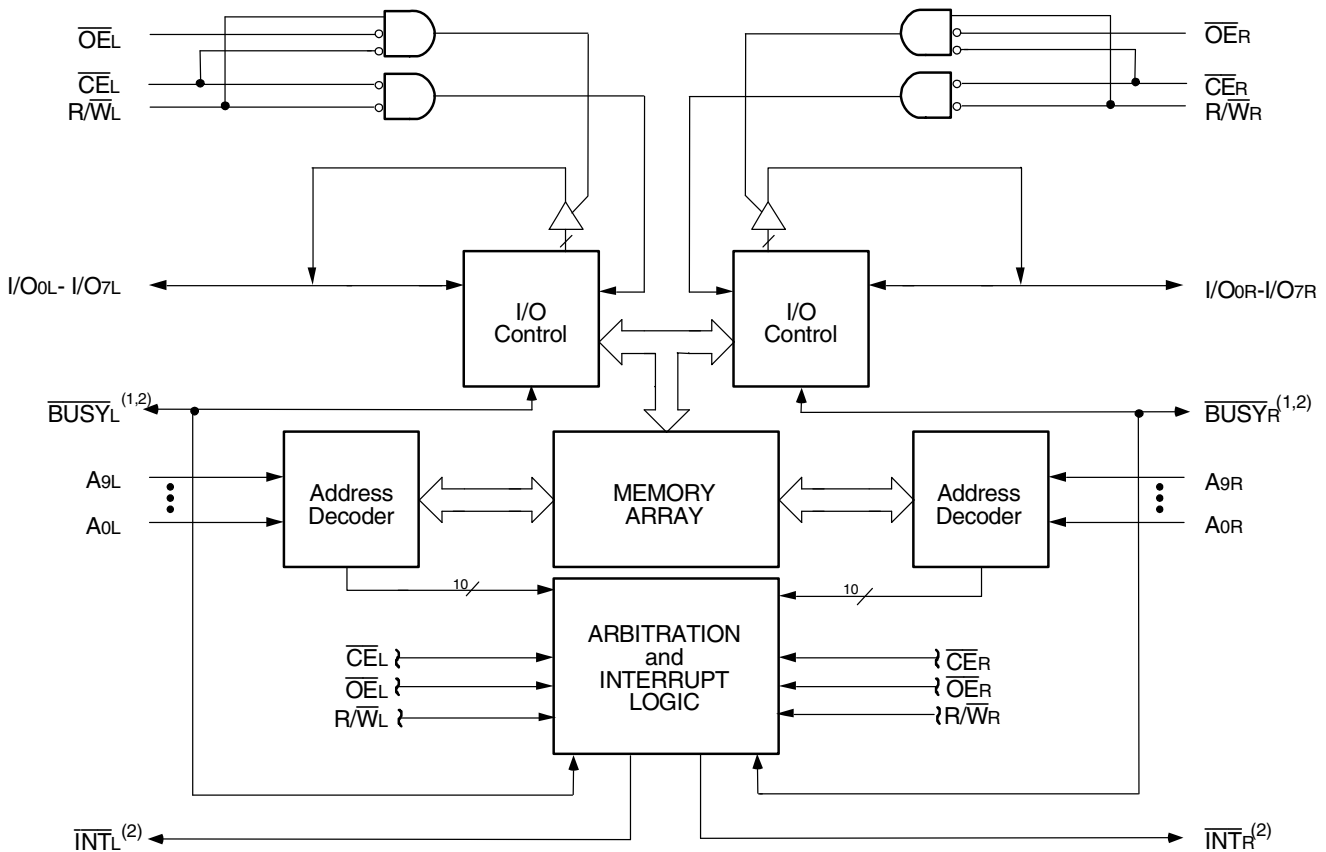 OEL
OER
CEL
CER
R/WL
R/WR
I/O0L- I/O7L
I/O
Control
I/O
Control
I/O0R-I/O7R
BUSYL(1,2)
BUSYR(1,2)
A9L
A0L
Address
Decoder
MEMORY
ARRAY
Address
Decoder
A9R
A0R
10
10
ARBITRATION
and
INTERRUPT
LOGIC
CEL
OEL
R/WL
CER
OER
R/WR
INTL(2)
INTR(2)